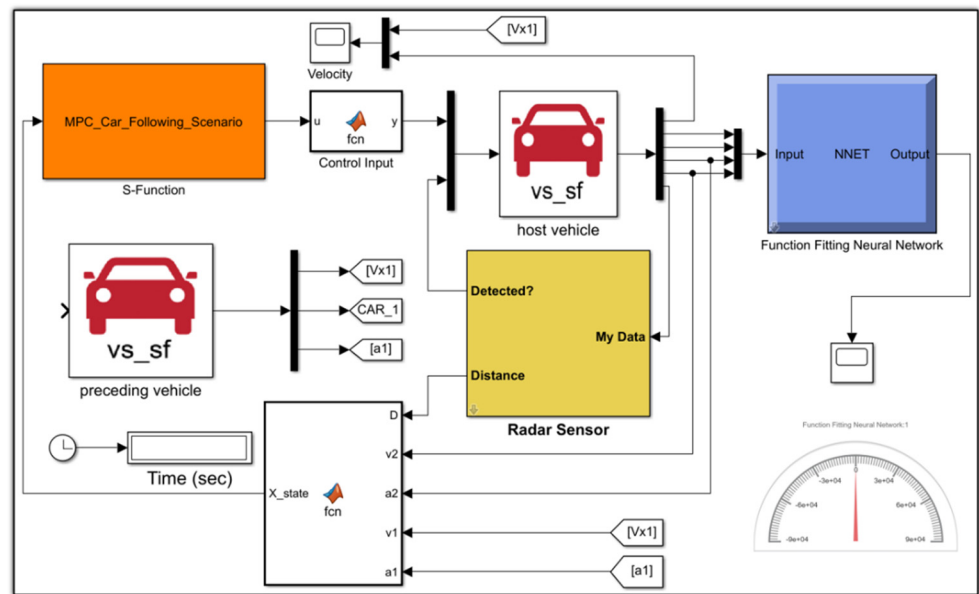 [Vx1]
Velocity
MPC_Car_Following_Scenario
S-Function
u
fcn
y
Control Input
vs_sf
host vehicle
Input
NNET
Output
Function Fitting Neural Network
vs_sf
preceding vehicle
[Vx1]
CAR_1
[a1]
Detected?
My Data
Distance
Radar Sensor
Time (sec)
X_state
fcn
D
v2
a2
v1
a1
[Vx1]
[a1]
Function Fitting Neural Network:1
-9e+04
-6e+04
-3e+04
0
3e+04
6e+04
9e+04